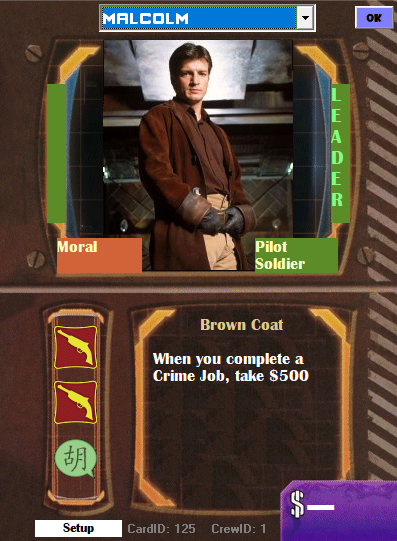 MALCOLM
OK
LEADER
Moral
Pilot
Soldier
Brown Coat
When you complete a
Crime Job, take $500
胡
$—
Setup
CardID: 125
CrewID: 1